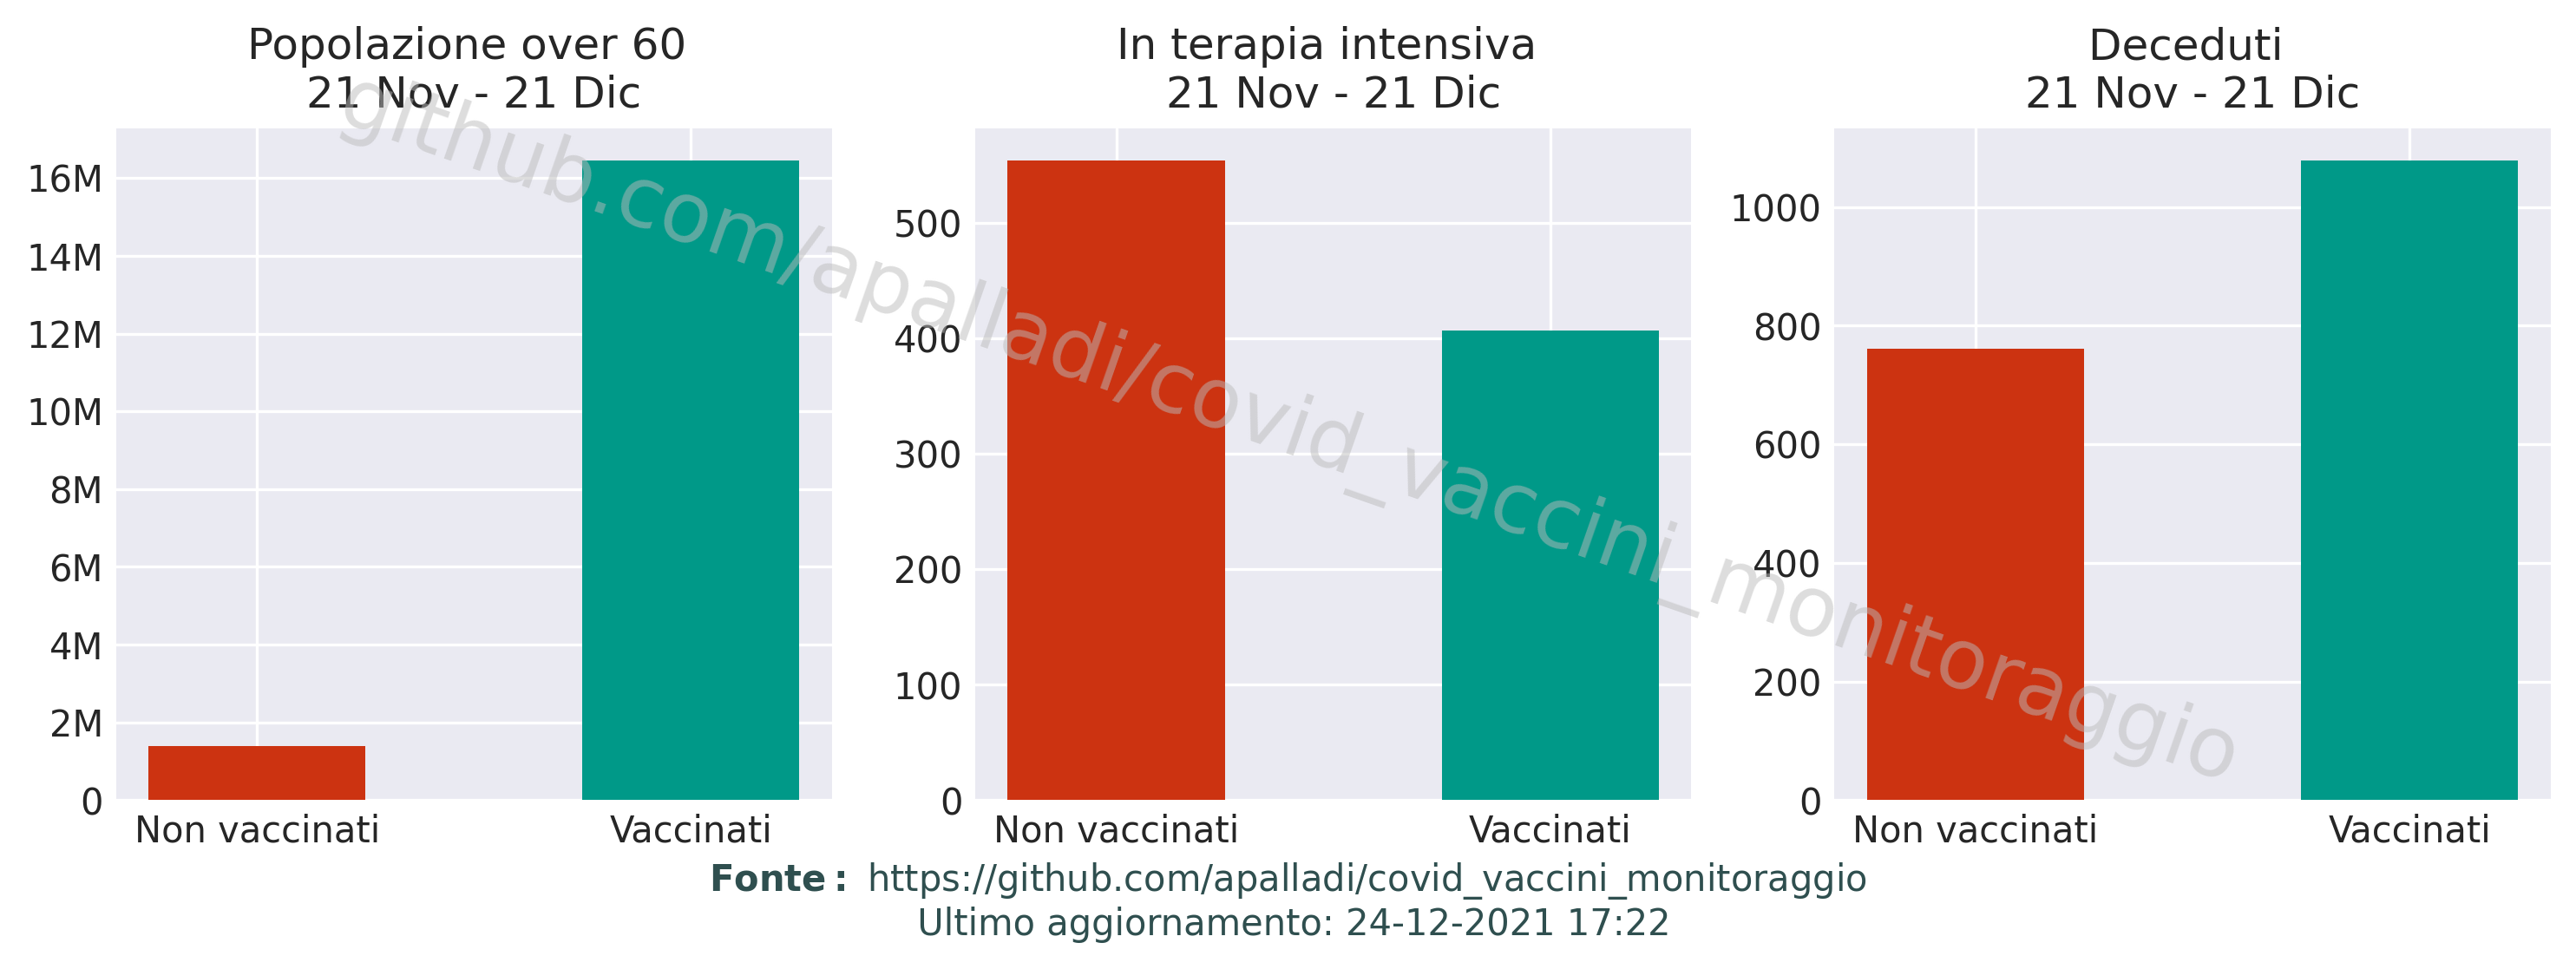 Popolazione over 60
21 Nov - 21 Dic
16M
14M
12M
10M
8M
6M
4M
2M
0
Non vaccinati
Vaccinati
In terapia intensiva
21 Nov - 21 Dic
500
400
300
200
100
0
Non vaccinati
Vaccinati
Deceduti
21 Nov - 21 Dic
1000
800
600
400
200
0
Non vaccinati
Vaccinati
github.com/apalladi/covid_vaccini_monitoraggio
Fonte: https://github.com/apalladi/covid_vaccini_monitoraggio
Ultimo aggiornamento: 24-12-2021 17:22